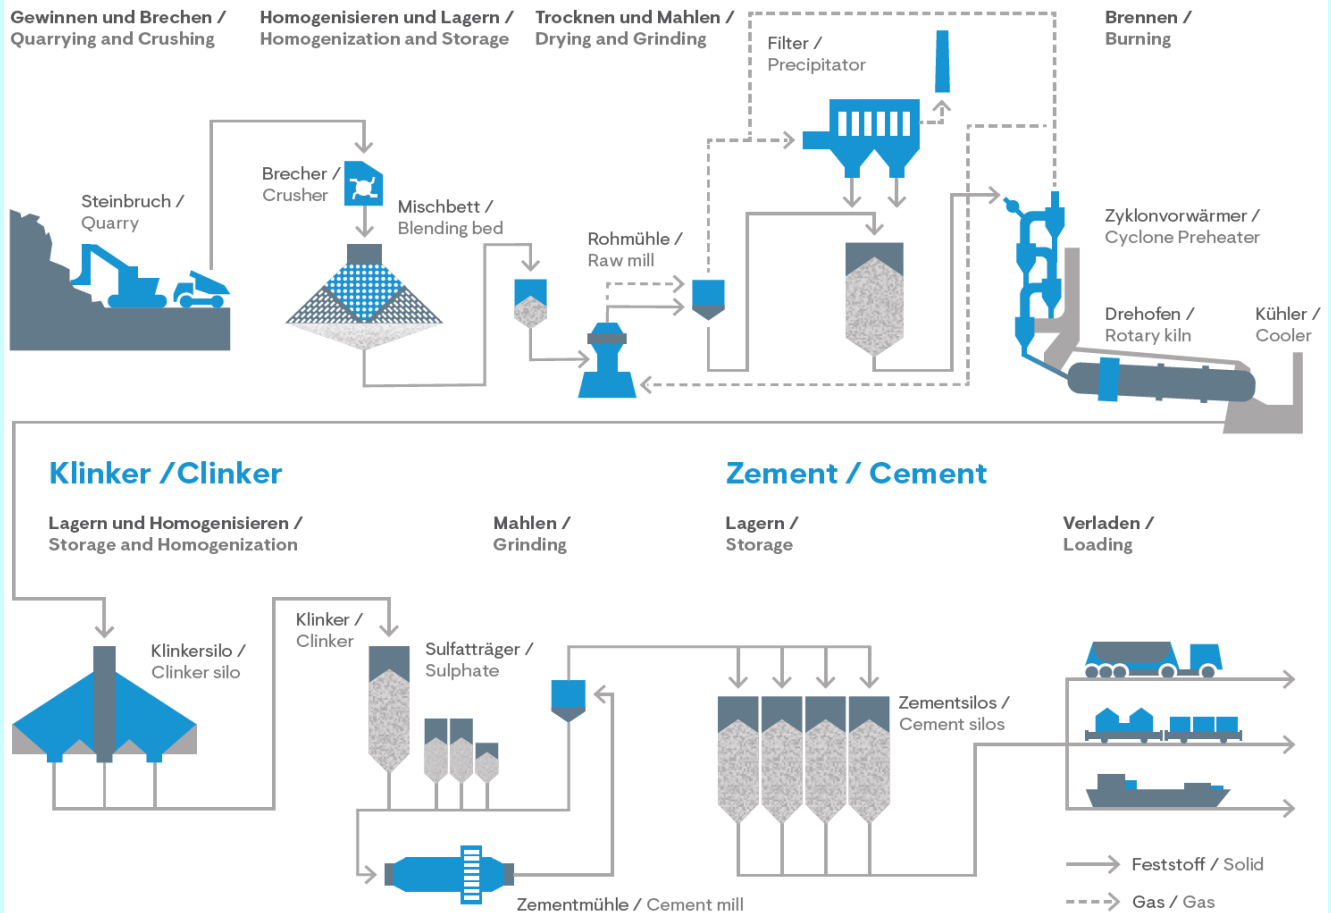 Gewinnen und Brechen /
Quarrying and Crushing
Homogenisieren und Lagern /
Homogenization and Storage
Trocknen und Mahlen /
Drying and Grinding
Brennen /
Burning
Filter /
Precipitator
Brecher /
Crusher
Steinbruch /
Quarry
Mischbett /
Blending bed
Rohmühle /
Raw mill
Zyklonvorwärmer /
Cyclone Preheater
Drehofen /
Rotary kiln
Kühler /
Cooler
Klinker /Clinker
Zement / Cement
Lagern und Homogenisieren /
Storage and Homogenization
Mahlen /
Grinding
Lagern /
Storage
Verladen /
Loading
Klinkersilo /
Clinker silo
Klinker /
Clinker
Sulfatträger /
Sulphate
Zementsilos /
Cement silos
Zementmühle / Cement mill
Feststoff / Solid
Gas / Gas